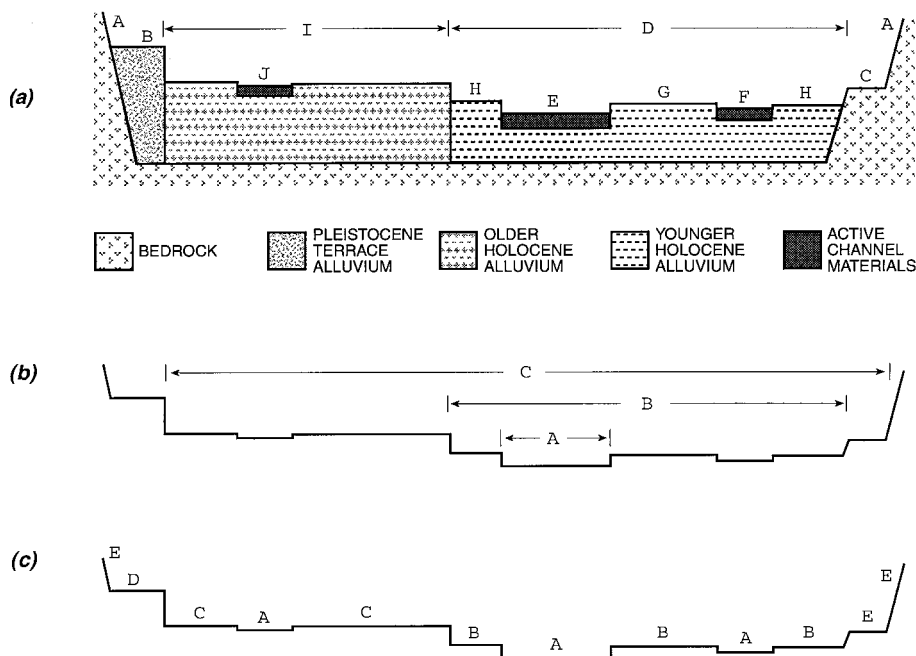 A B I D A
(a) J H E G F H C
BEDROCK
PLEISTOCENE
TERRACE
ALLUVIUM
OLDER
HOLOCENE
ALLUVIUM
YOUNGER
HOLOCENE
ALLUVIUM
ACTIVE
CHANNEL
MATERIALS
(b) C
B
A
(c) E
D E
C A C B A B A B E